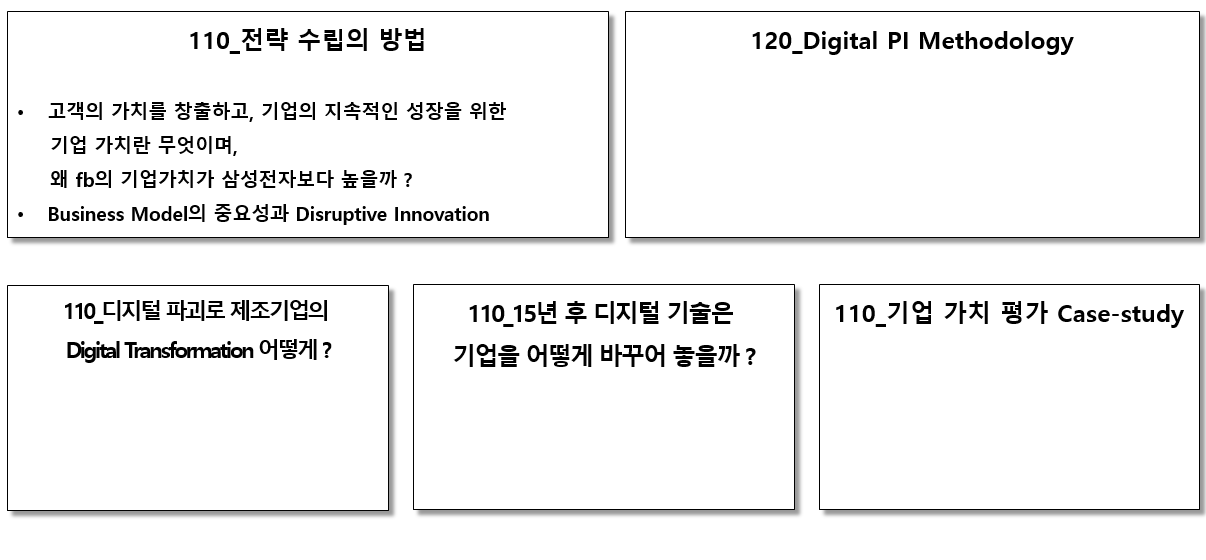 110_전략 수립의 방법
• 고객의 가치를 창출하고, 기업의 지속적인 성장을 위한
기업 가치란 무엇이며,
왜 fb의 기업가치가 삼성전자보다 높을까 ?
• Business Model의 중요성과 Disruptive Innovation
120_Digital PI Methodology
110_디지털 파괴로 제조기업의
Digital Transformation 어떻게 ?
110_15년 후 디지털 기술은
기업을 어떻게 바꾸어 놓을까 ?
110_기업 가치 평가 Case-study